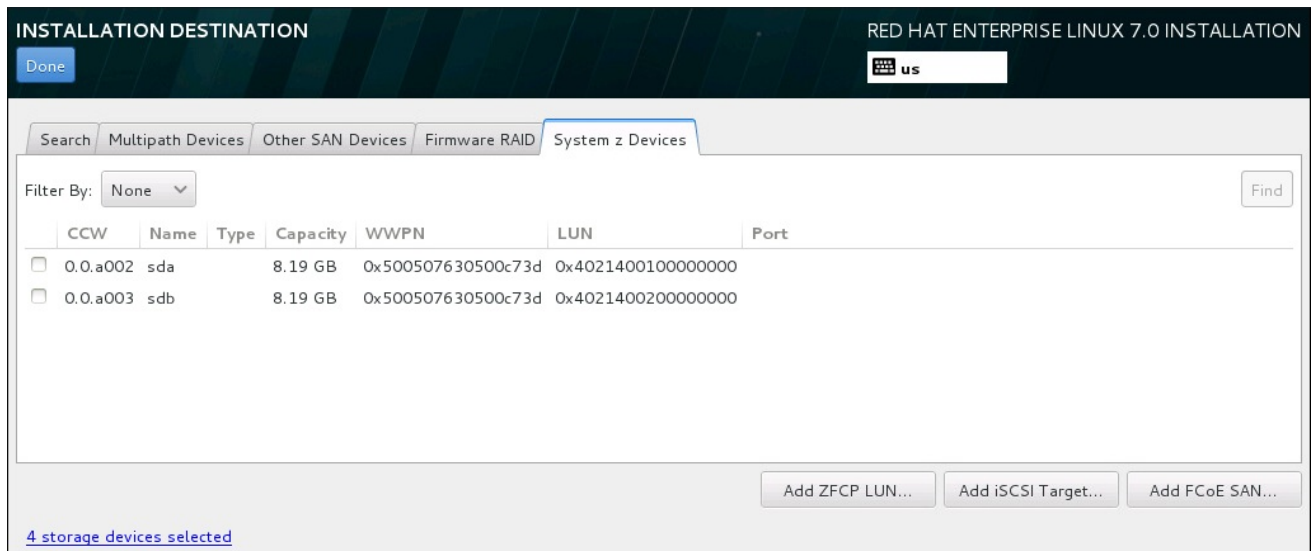 INSTALLATION DESTINATION
RED HAT ENTERPRISE LINUX 7.0 INSTALLATION
Done
us
Search Multipath Devices Other SAN Devices Firmware RAID System z Devices
Filter By: None Find
CCW Name Type Capacity WWPN LUN Port
0.0.a002 sda 8.19 GB 0x500507630500c73d 0x4021400100000000
0.0.a003 sdb 8.19 GB 0x500507630500c73d 0x4021400200000000
Add ZFCP LUN... Add iSCSI Target... Add FCoE SAN...
4 storage devices selected